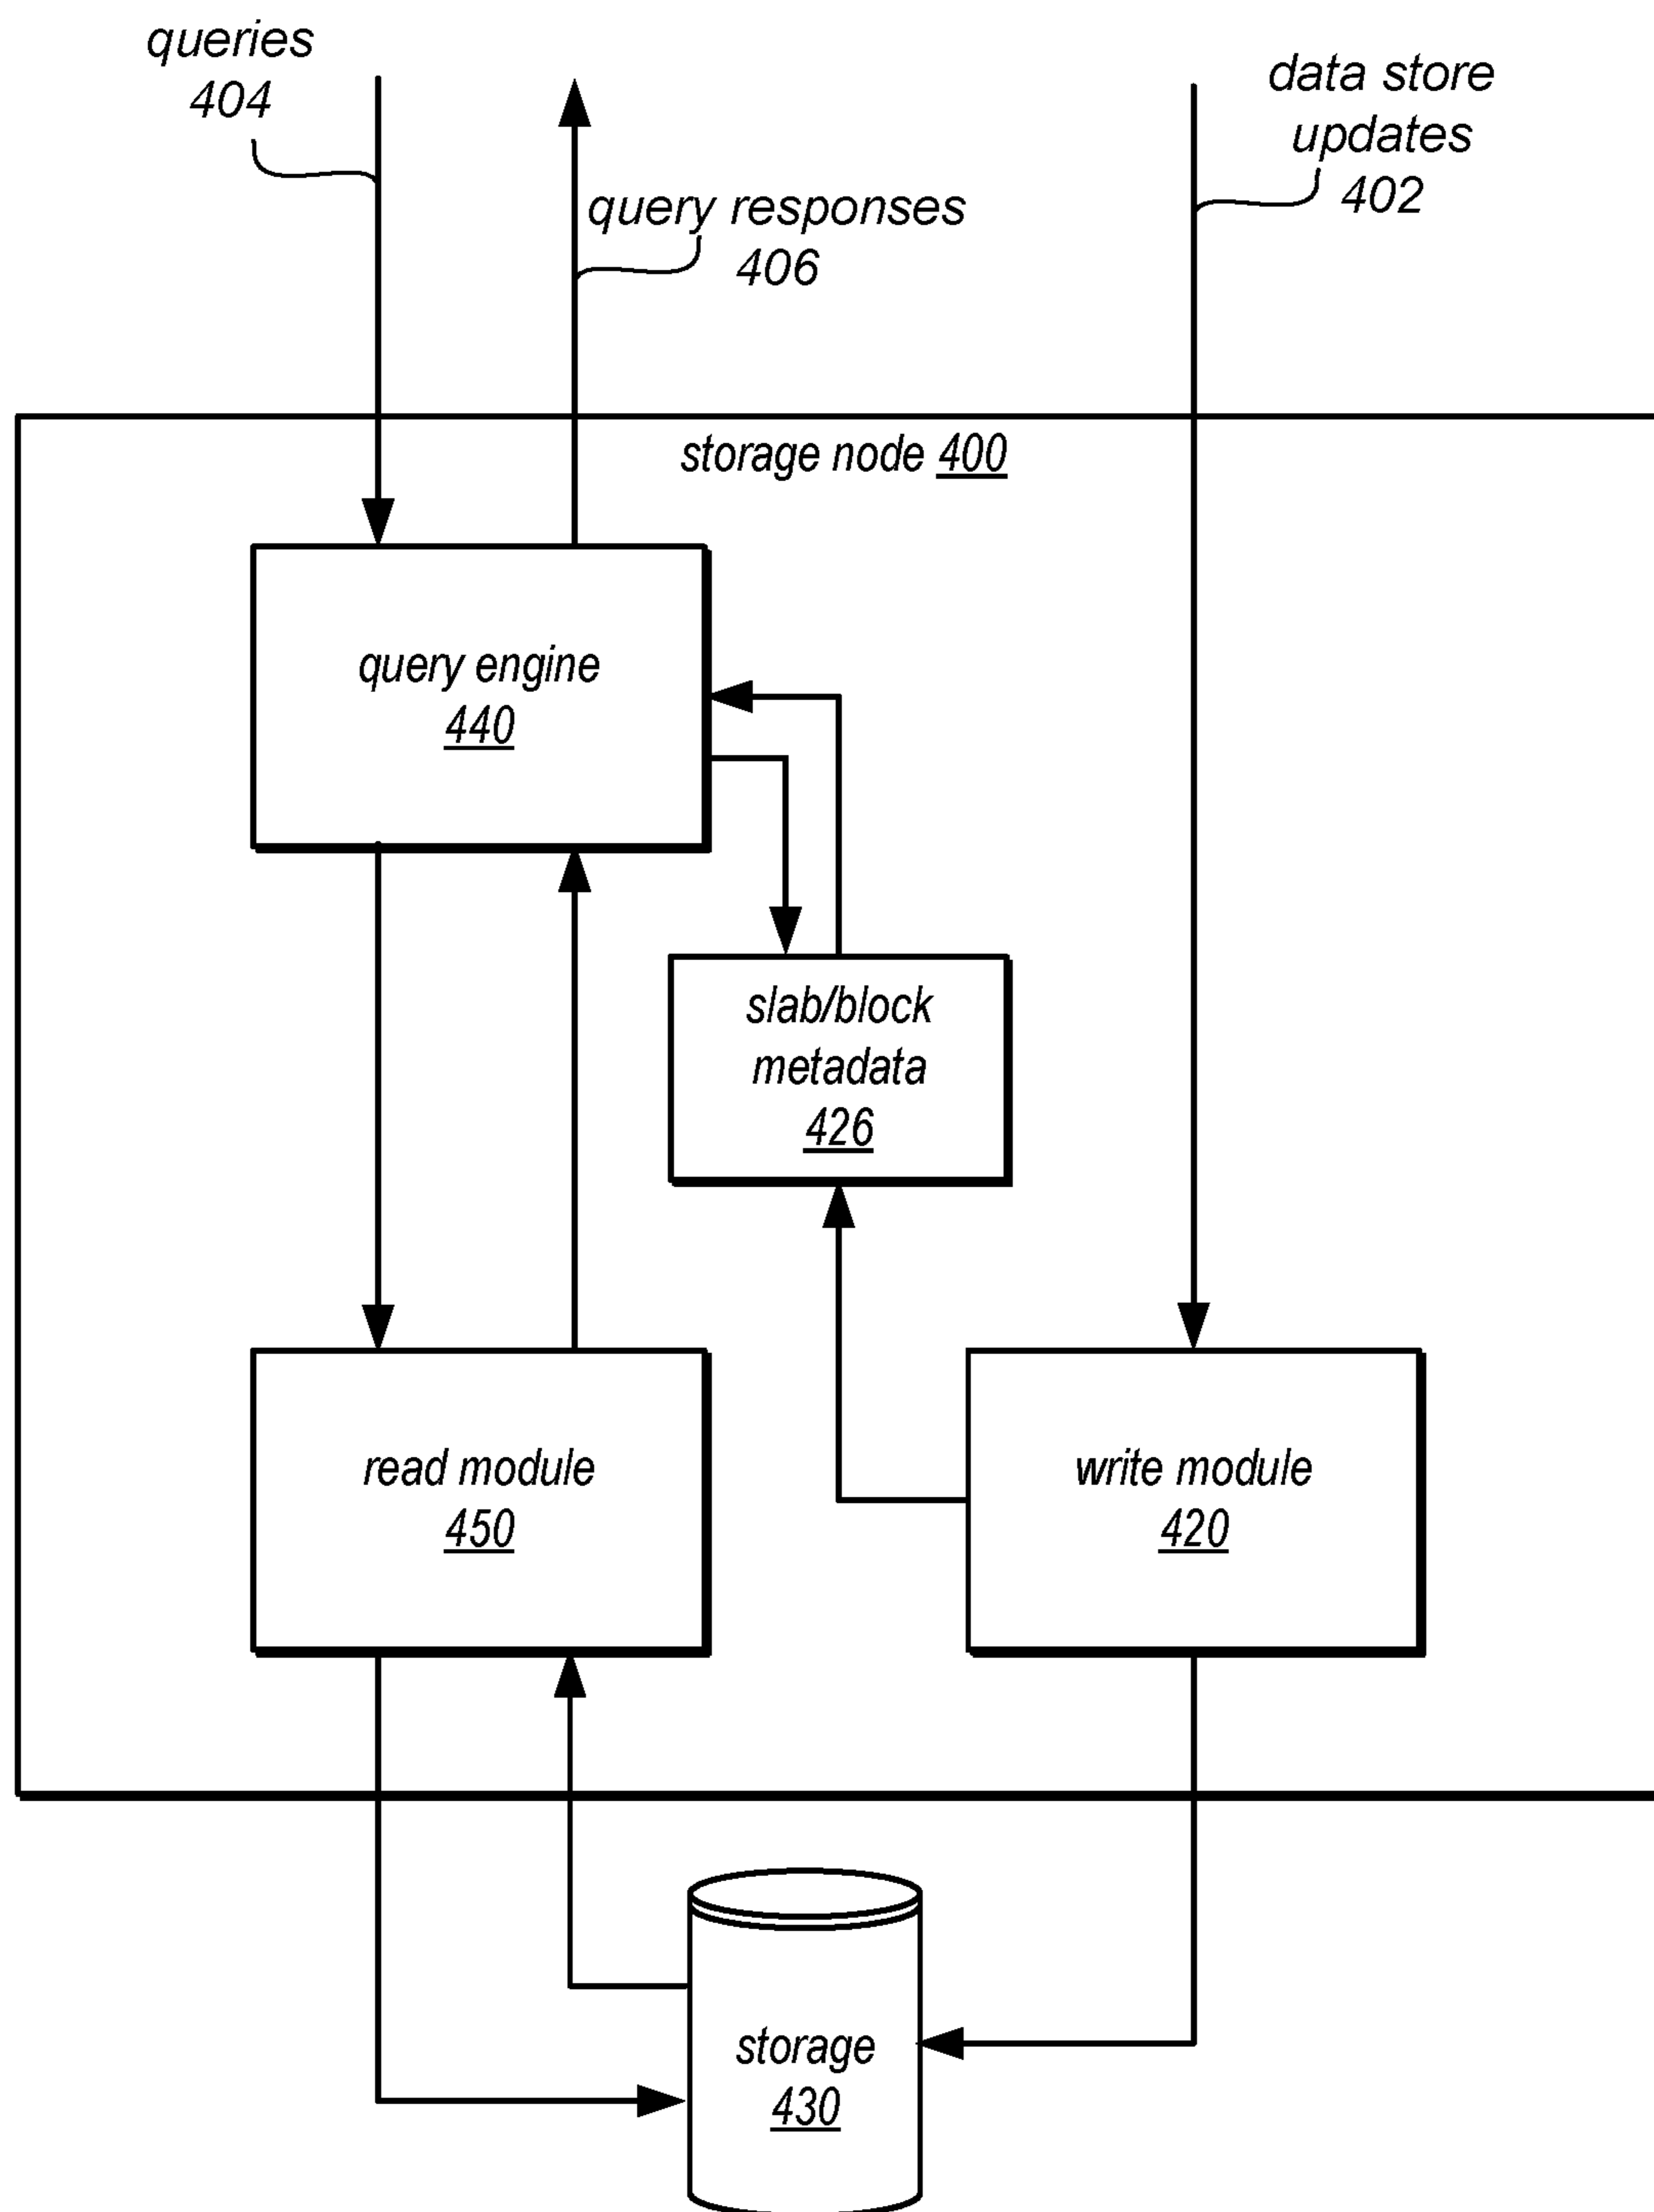 queries
404
data store
updates
402
query responses
406
storage node 400
query engine
440
slab/block
metadata
426
read module
450
write module
420
storage
430